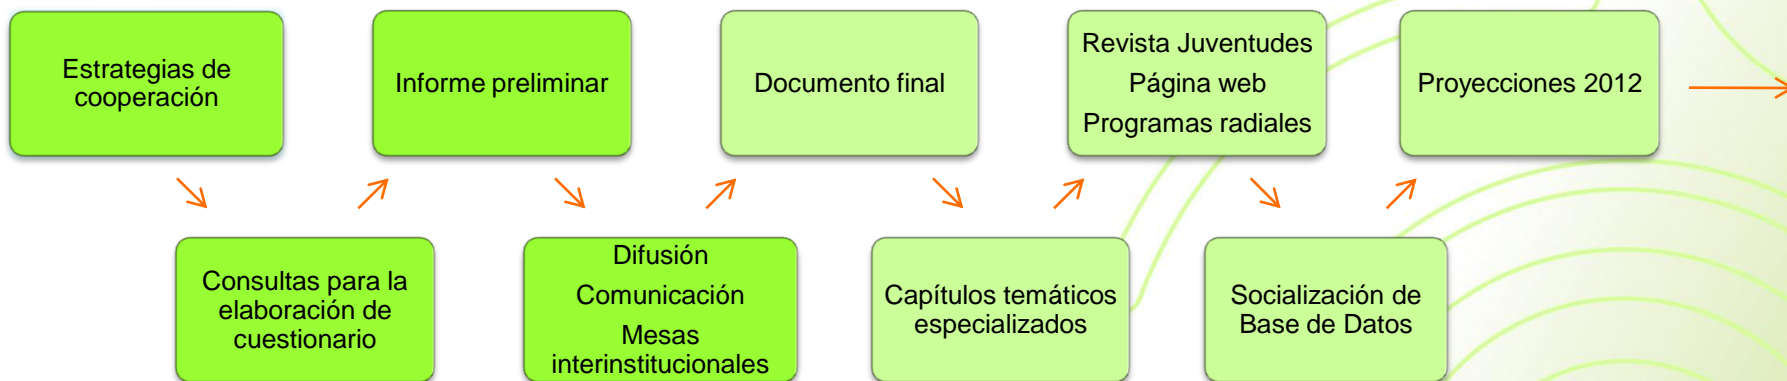 Estrategias de
cooperación
Consultas para la
elaboración de
cuestionario
Informe preliminar
Difusión
Comunicación
Mesas
interinstitucionales
Documento final
Capítulos temáticos
especializados
Revista Juventudes
Página web
Programas radiales
Socialización de
Base de Datos
Proyecciones 2012